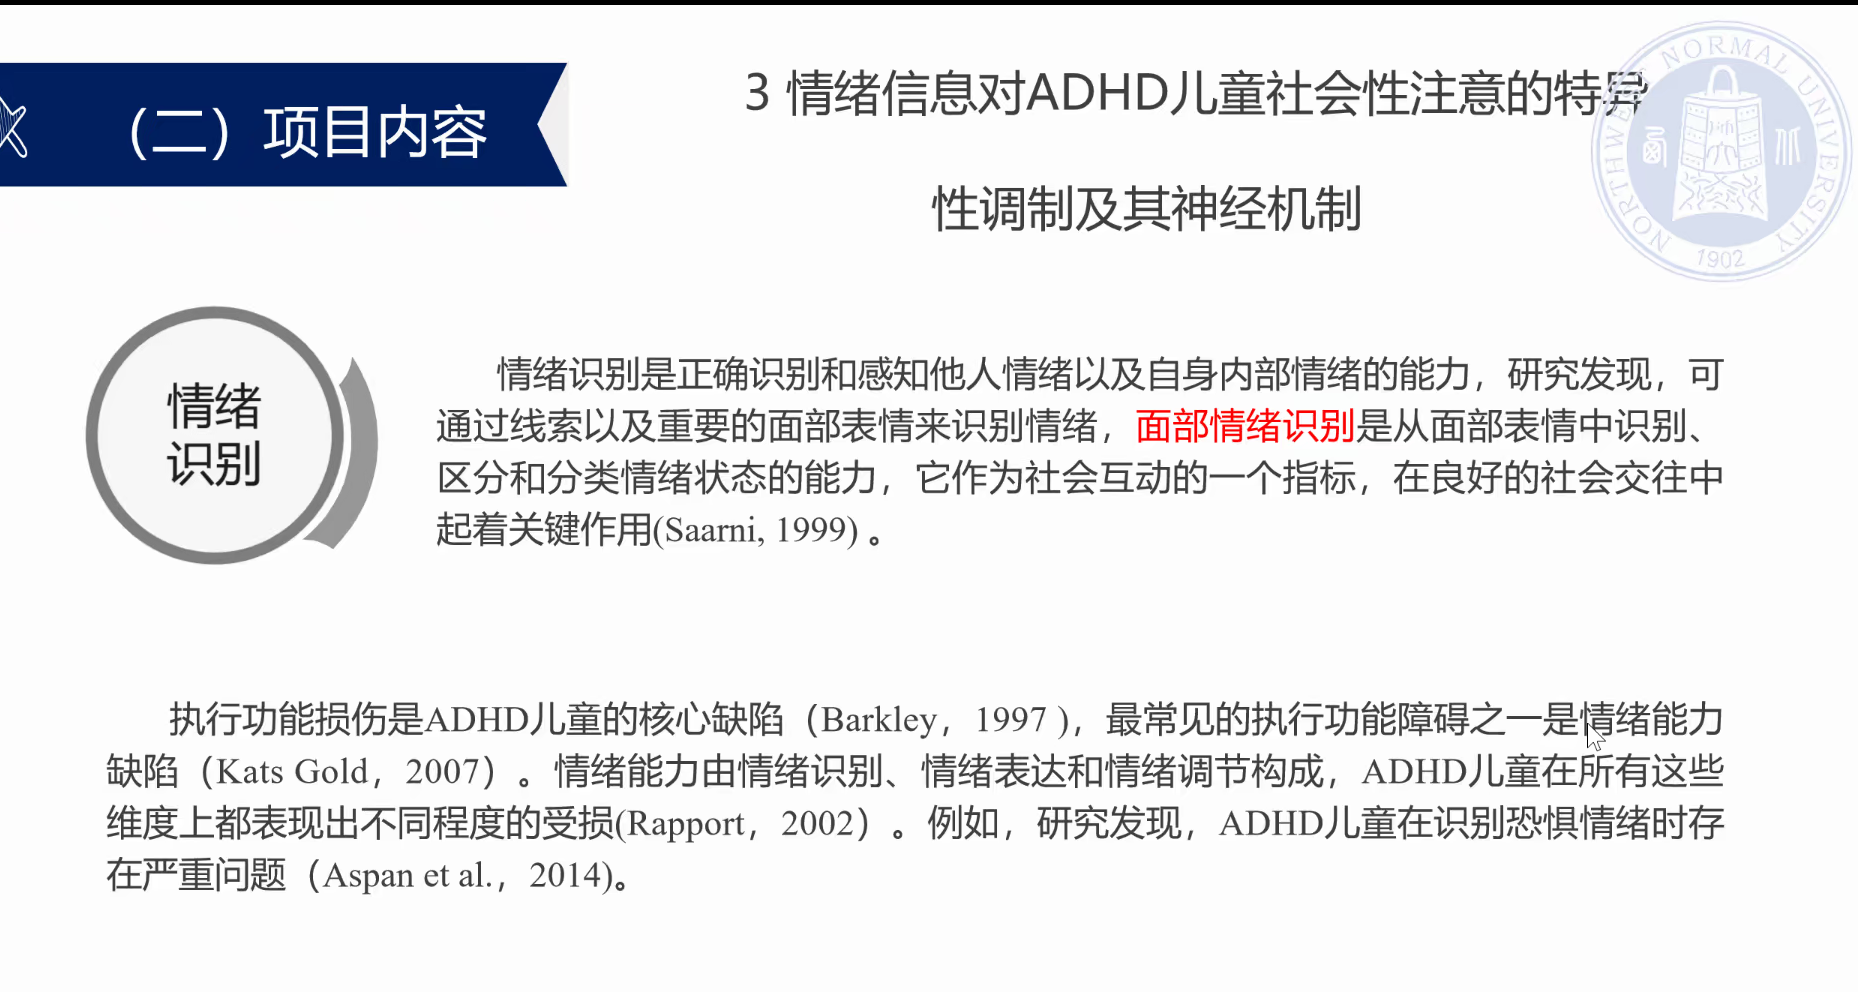 （二）项目内容
3 情绪信息对ADHD儿童社会性注意的特异
性调制及其神经机制
NORTHWEST NORMAL UNIVERSITY
1902
情绪
识别
情绪识别是正确识别和感知他人情绪以及自身内部情绪的能力，研究发现，可
通过线索以及重要的面部表情来识别情绪，面部情绪识别是从面部表情中识别、
区分和分类情绪状态的能力，它作为社会互动的一个指标，在良好的社会交往中
起着关键作用(Saarni, 1999) 。
执行功能损伤是ADHD儿童的核心缺陷（Barkley，1997 )，最常见的执行功能障碍之一是情绪能力
缺陷（Kats Gold，2007）。情绪能力由情绪识别、情绪表达和情绪调节构成，ADHD儿童在所有这些
维度上都表现出不同程度的受损(Rapport，2002）。例如，研究发现，ADHD儿童在识别恐惧情绪时存
在严重问题（Aspan et al.，2014)。